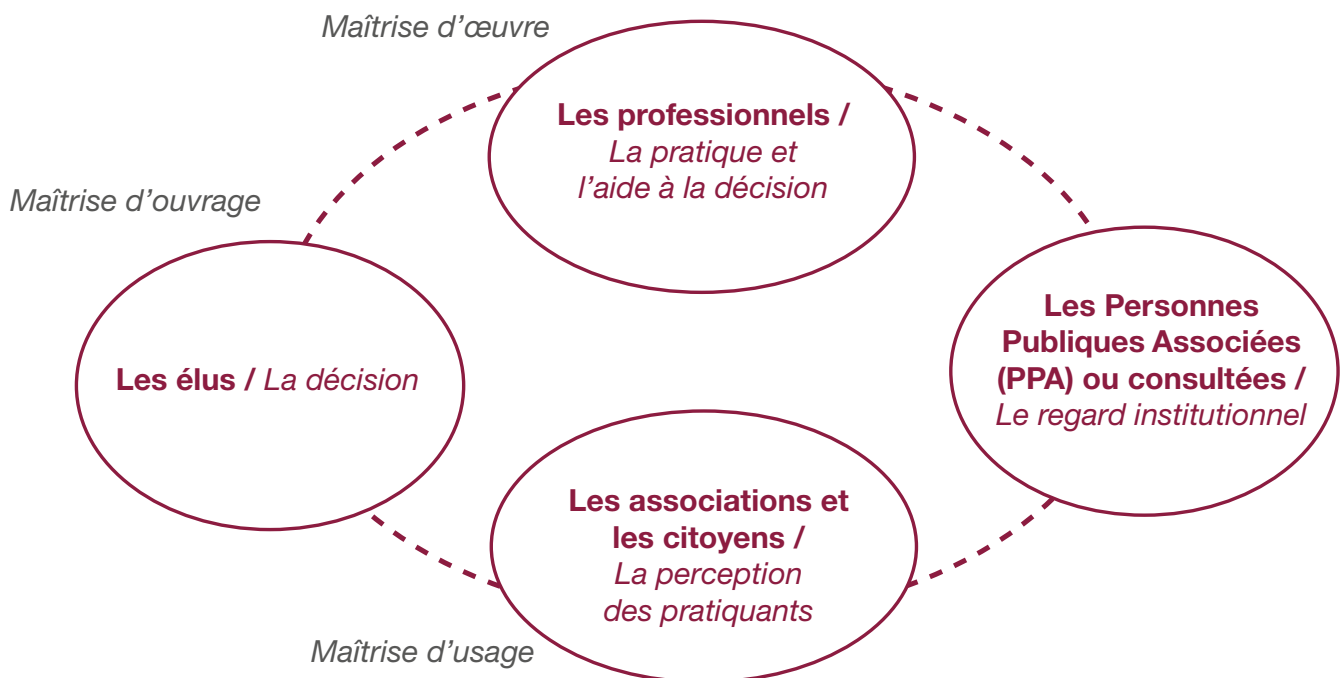 Maîtrise d’œuvre
Les professionnels /
La pratique et
l’aide à la décision
Maîtrise d’ouvrage
Les élus / La décision
Les Personnes
Publiques Associées
(PPA) ou consultées /
Le regard institutionnel
Les associations et
les citoyens /
La perception
des pratiquants
Maîtrise d’usage